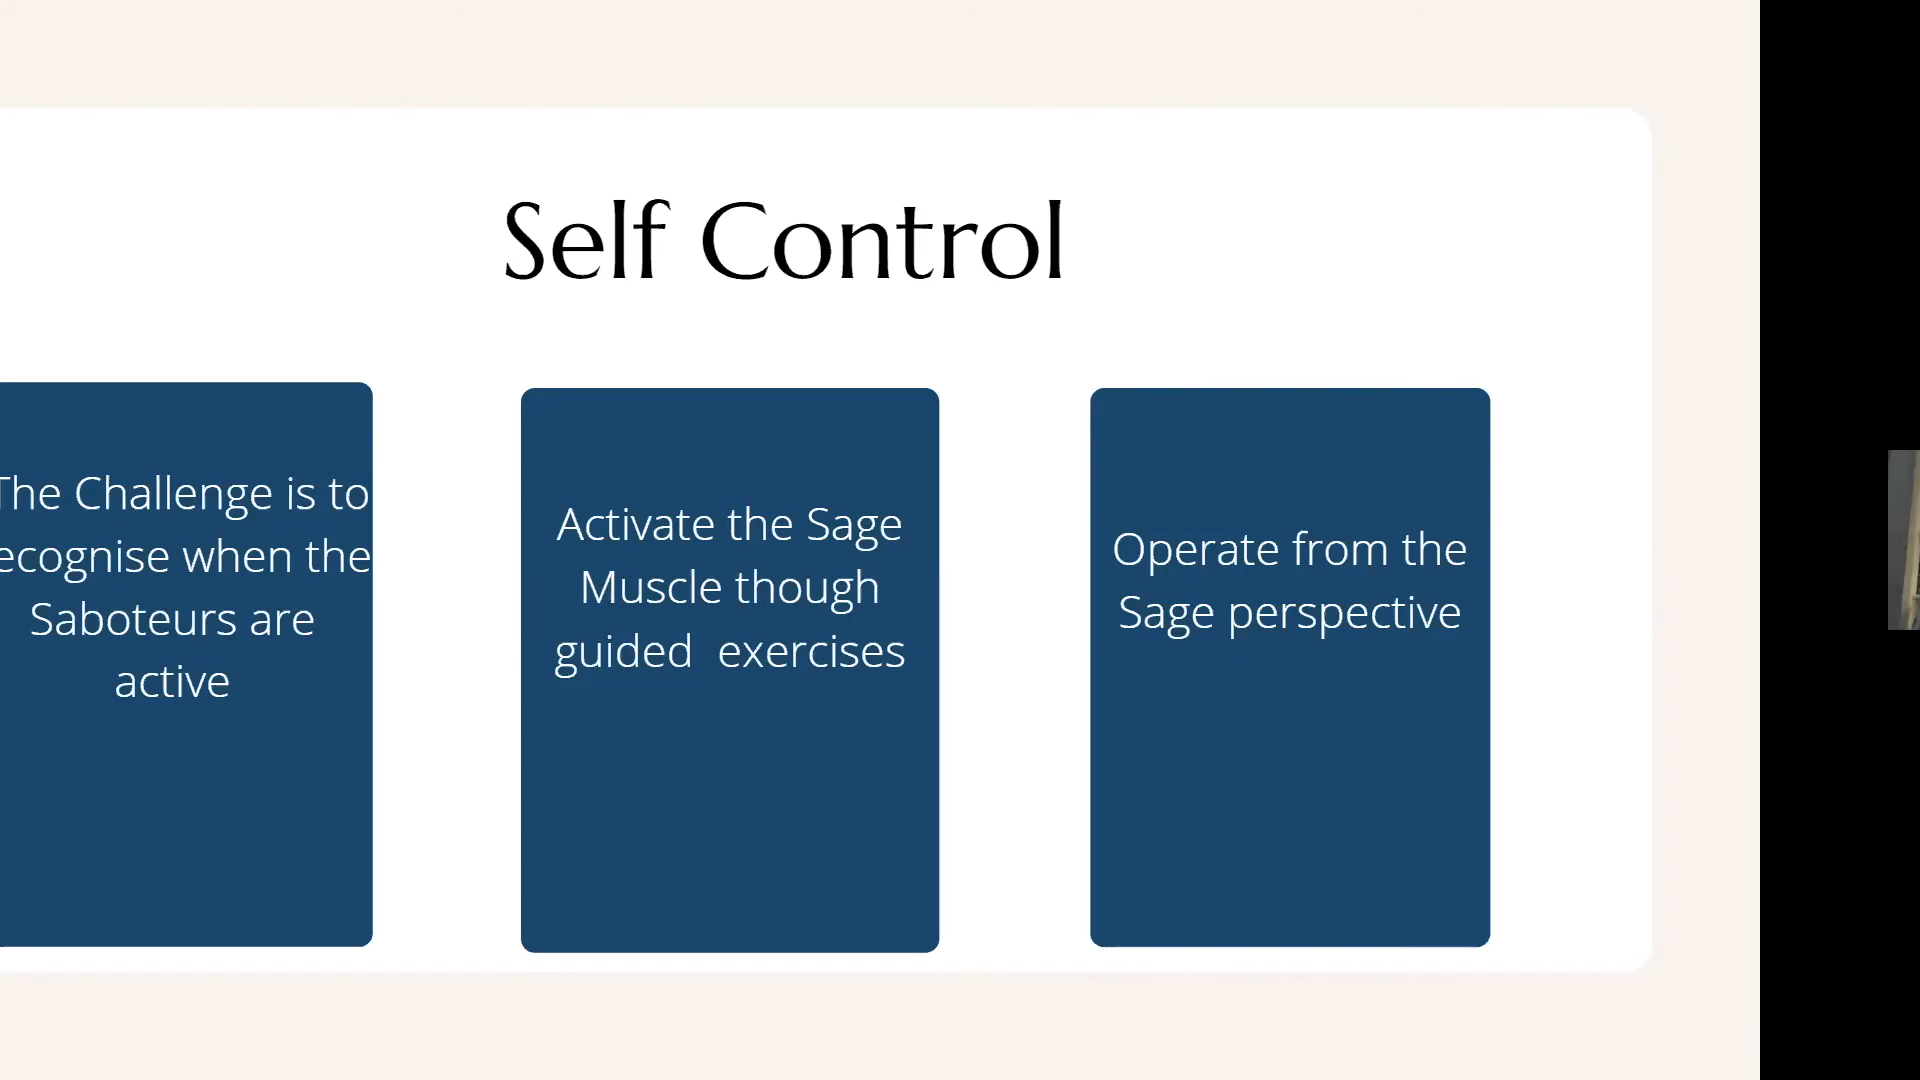 Self Control
The Challenge is to
ecognise when the
Saboteurs are
active
Activate the Sage
Muscle though
guided  exercises
Operate from the
Sage perspective